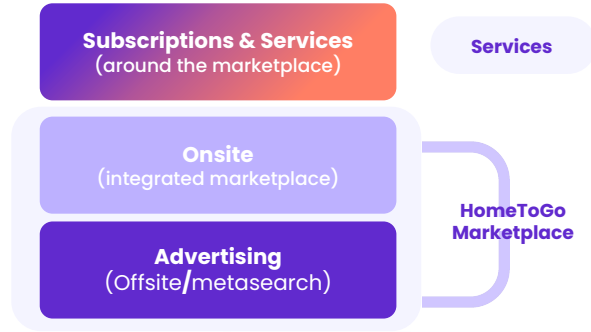 Subscriptions & Services
(around the marketplace)
Services
Onsite
(integrated marketplace)
HomeToGo
Marketplace
Advertising
(Offsite/metasearch)